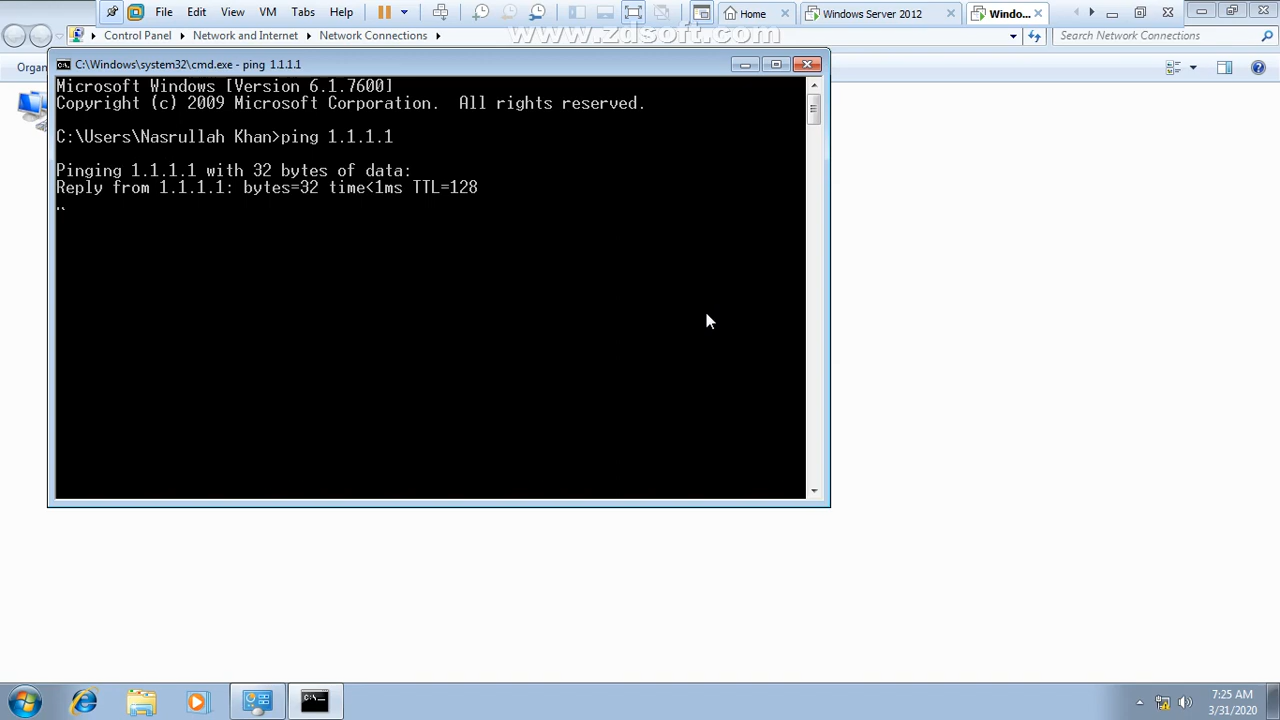 File Edit View VM Tabs Help Home Windows Server 2012 Windo...
www.zdsoft.com
Control Panel Network and Internet Network Connections Search Network Connections
Organ
C:\Windows\system32\cmd.exe - ping 1.1.1.1
Microsoft Windows [Version 6.1.7600]
Copyright (c) 2009 Microsoft Corporation. All rights reserved.
C:\Users\Nasrullah Khan>ping 1.1.1.1
Pinging 1.1.1.1 with 32 bytes of data:
Reply from 1.1.1.1: bytes=32 time<1ms TTL=128
7:25 AM
3/31/2020